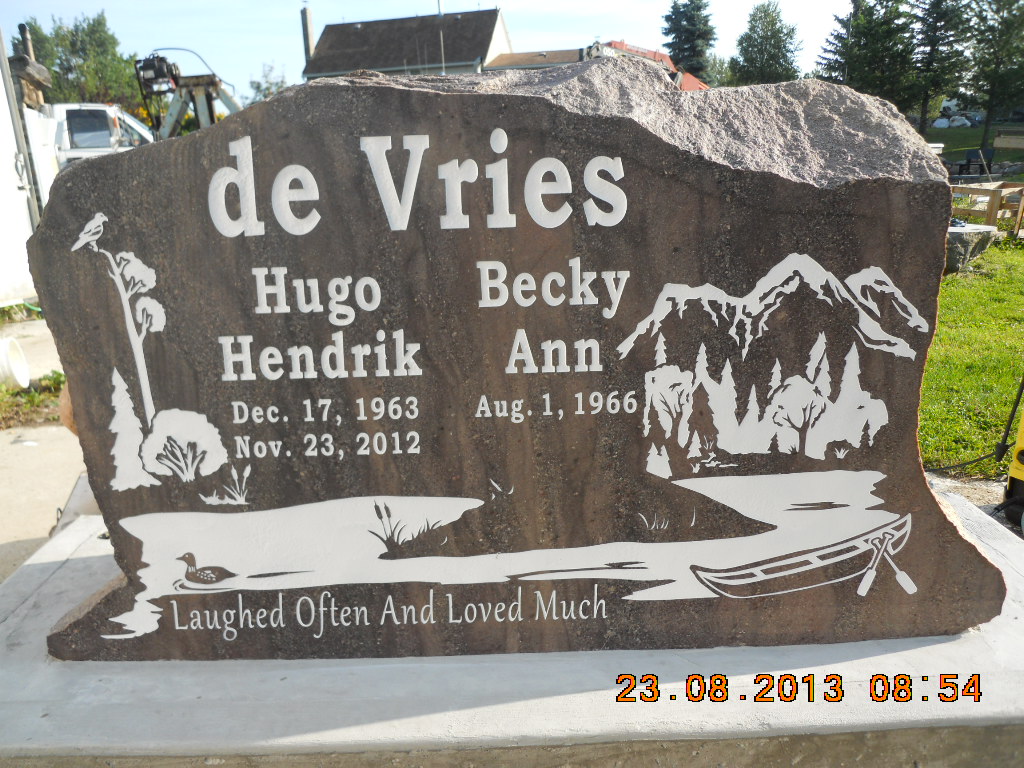 de Vries
Hugo
Hendrik
Dec. 17, 1963
Nov. 23, 2012
Becky
Ann
Aug. 1, 1966
Laughed Often And Loved Much
23.08.2013 08:54